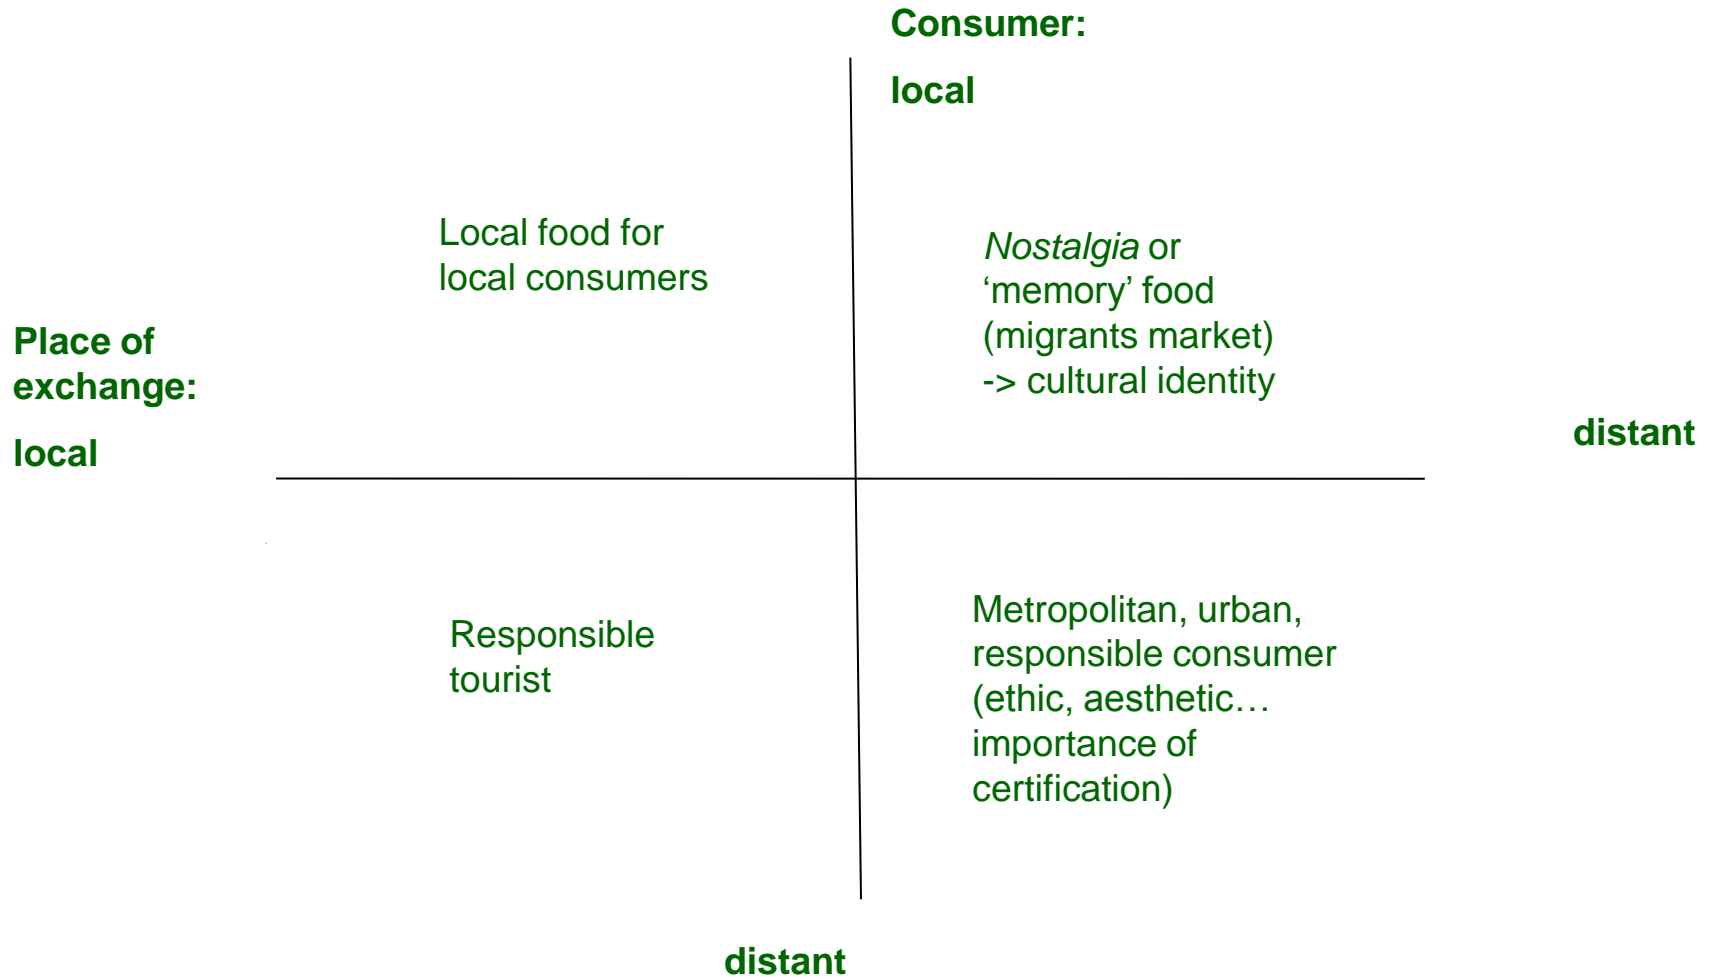 Consumer:
local
Local food for
local consumers
Nostalgia or
‘memory’ food
(migrants market)
-> cultural identity
Place of
exchange:
local
distant
Responsible
tourist
Metropolitan, urban,
responsible consumer
(ethic, aesthetic…
importance of
certification)
distant